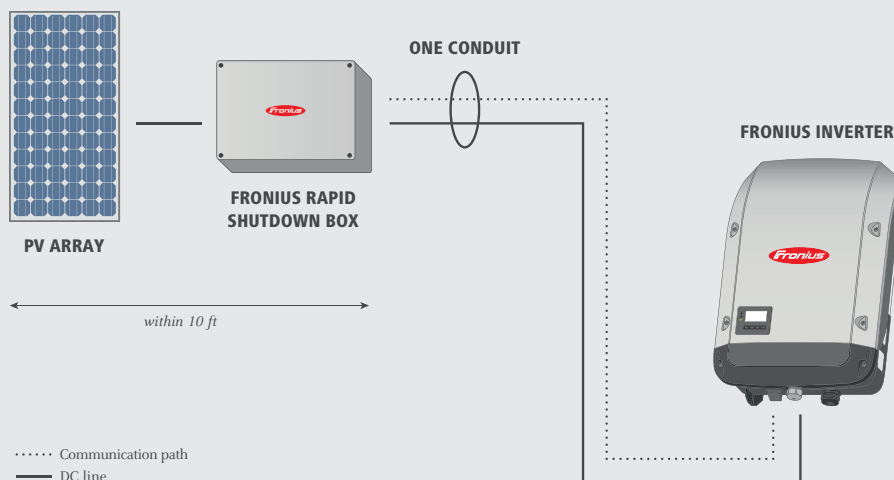 ONE CONDUIT
FRONIUS INVERTER
Fronius
FRONIUS RAPID
SHUTDOWN BOX
PV ARRAY
Fronius
within 10 ft
Communication path
DC line